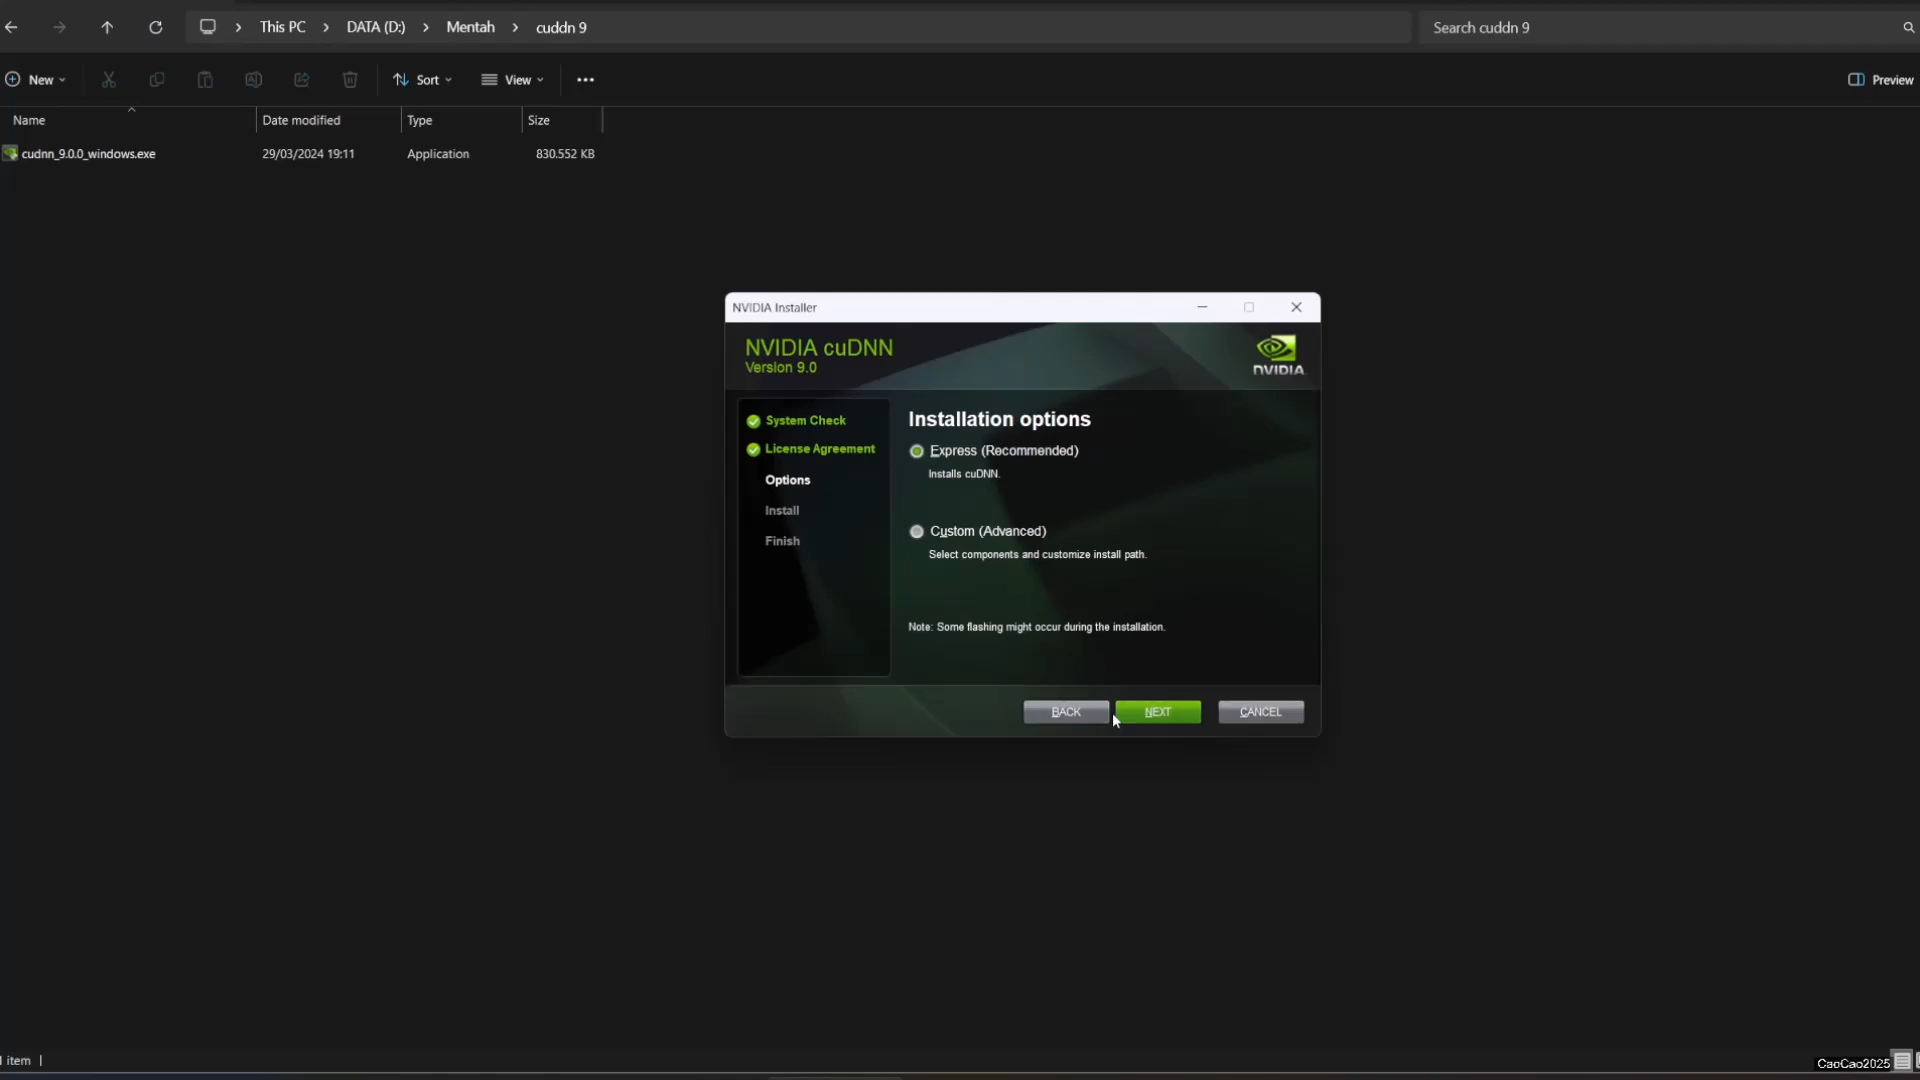 This PC
DATA (D:)
Mentah
cuddn 9
Search cuddn 9
New
Sort
View
Preview
Name
Date modified
Type
Size
cudnn_9.0.0_windows.exe
29/03/2024 19:11
Application
830.552 KB
NVIDIA Installer
NVIDIA cuDNN
Version 9.0
NVIDIA.
System Check
License Agreement
Options
Install
Finish
Installation options
Express (Recommended)
Installs cuDNN.
Custom (Advanced)
Select components and customize install path.
Note: Some flashing might occur during the installation.
BACK
NEXT
CANCEL
item
CaoCao2025